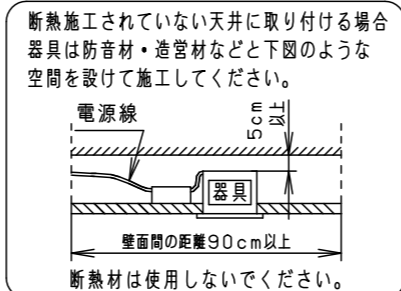 断熱施工されていない天井に取り付ける場合
器具は防音材・造営材などと下図のような
空間を設けて施工してください。
電源線
5cm
以上
器具
壁面間の距離90cm以上
断熱材は使用しないでください。